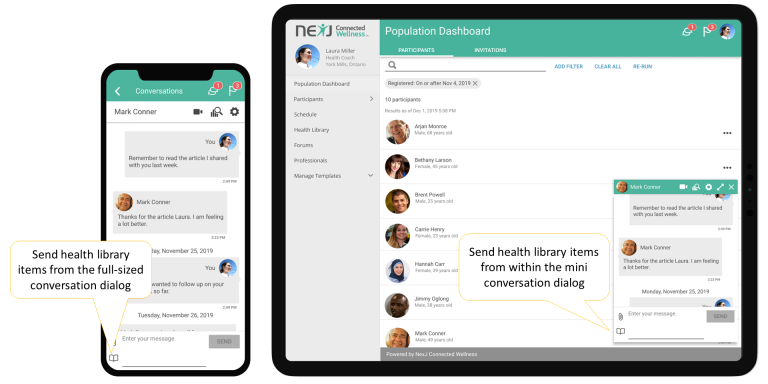 Conversations
1
2
Mark Conner
You
Remember to read the article I shared
with you last week.
3:09 PM
Mark Conner
Thanks for the article Laura. I am feeling
a lot better.
3:23 PM
day, November 25, 2019
You
wanted to follow up on your
so far.
2:09 PM
Tuesday, November 26, 2019
Enter your message.
SEND
Send health library
items from the full-sized
conversation dialog
NEXJ Connected
Wellness™
Laura Miller
Health Coach
York Mills, Ontario
Population Dashboard
Participants
Schedule
Health Library
Forums
Professionals
Manage Templates
Population Dashboard
1
2
PARTICIPANTS INVITATIONS
ADD FILTER CLEAR ALL RE-RUN
Registered: On or after Nov 4, 2019 ×
10 participants
Results as of Dec 1, 2019 5:00 PM
Arjan Monroe
Male, 68 years old
Bethany Larson
Female, 45 years old
Brent Powell
Male, 25 years old
Carrie Henry
Female, 23 years old
Hannah Carr
Female, 39 years old
Jimmy Oglong
Male, 38 years old
Mark Conner
Male, 49 years old
Powered by NexJ Connected Wellness
Mark Conner
Remember to read the article I shared
with you last week.
3:09 PM
Mark Conner
Thanks for the article Laura. I am feeling
a lot better.
3:23 PM
Monday, November 25, 2019
You
Enter your message.
SEND
Send health library items
from within the mini
conversation dialog